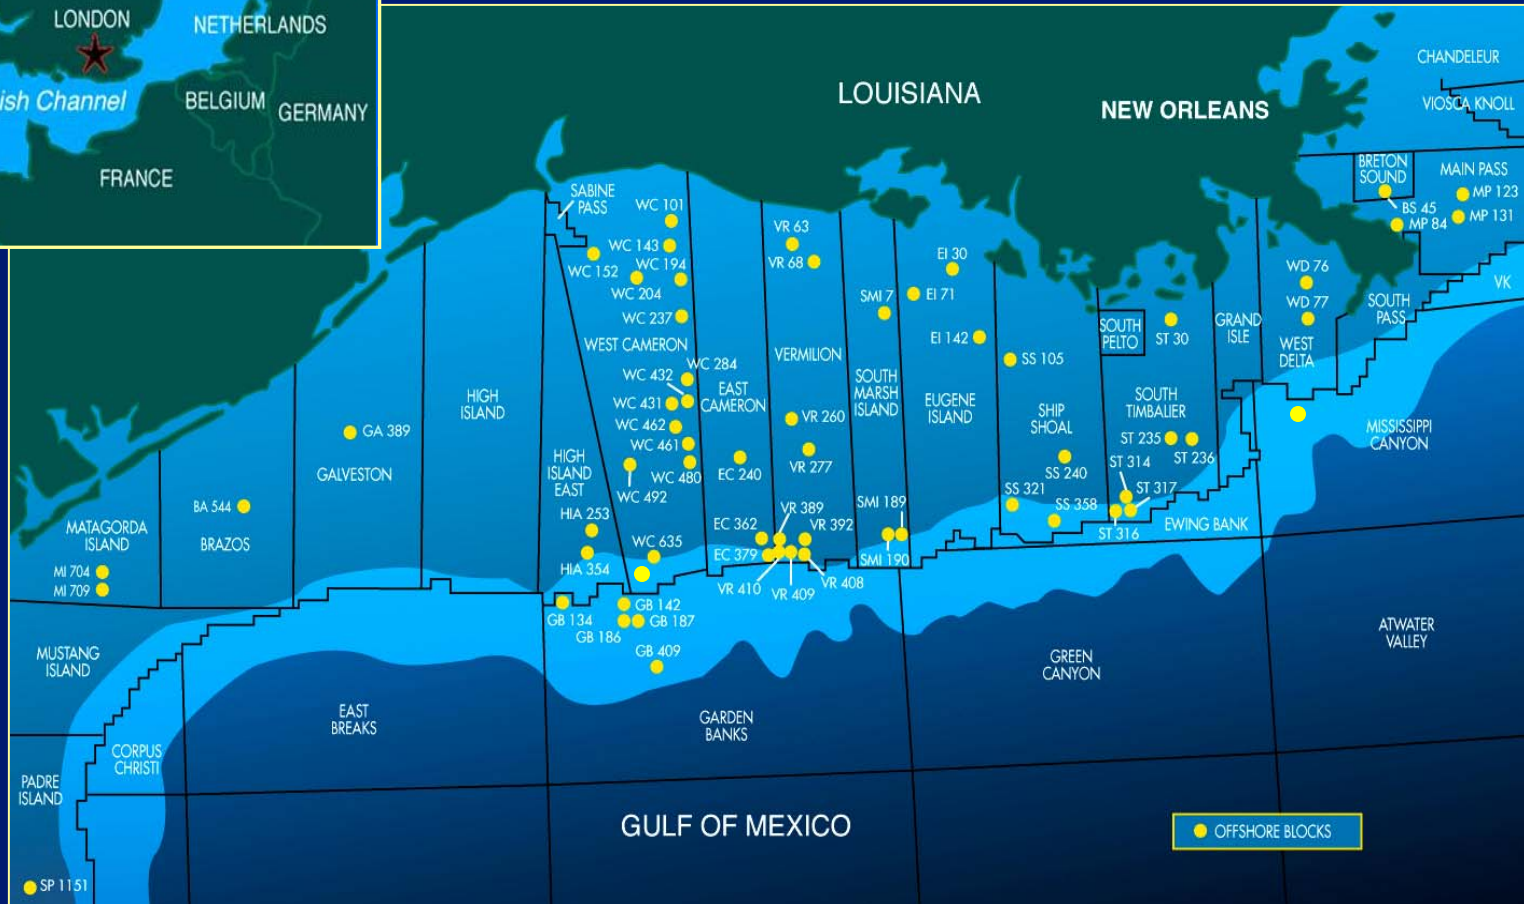 LONDON
NETHERLANDS
ish Channel
BELGIUM
GERMANY
FRANCE
LOUISIANA
NEW ORLEANS
CHANDELEUR
VIOSCA KNOLL
BRETON
SOUND
MAIN PASS
MP 123
BS 45
MP 131
MP 84
SABINE
PASS
WC 101
WC 143
WC 152
WC 194
WC 204
WC 237
WEST CAMERON
WC 284
WC 432
WC 431
WC 462
WC 461
WC 480
WC 492
WC 635
VR 63
VR 68
VERMILION
VR 260
VR 277
VR 389
VR 392
VR 410
VR 409
VR 408
EAST
CAMERON
EC 240
EC 362
EC 379
SMI 7
SOUTH
MARSH
ISLAND
SMI 189
SMI 190
EI 30
EI 71
EI 142
EUGENE
ISLAND
SS 105
SHIP
SHOAL
SS 240
SS 321
SS 358
SOUTH
PELTO
ST 30
SOUTH
TIMBALIER
ST 235
ST 236
ST 314
ST 317
ST 316
GRAND
ISLE
WD 76
WD 77
WEST
DELTA
SOUTH
PASS
VK
MISSISSIPPI
CANYON
EWING BANK
HIGH
ISLAND
HIGH
ISLAND
EAST
HIA 253
HIA 354
GA 389
GALVESTON
BA 544
BRAZOS
MATAGORDA
ISLAND
MI 704
MI 709
MUSTANG
ISLAND
GB 134
GB 142
GB 186
GB 187
GB 409
GREEN
CANYON
ATWATER
VALLEY
EAST
BREAKS
GARDEN
BANKS
CORPUS
CHRISTI
PADRE
ISLAND
GULF OF MEXICO
OFFSHORE BLOCKS
SP 1151